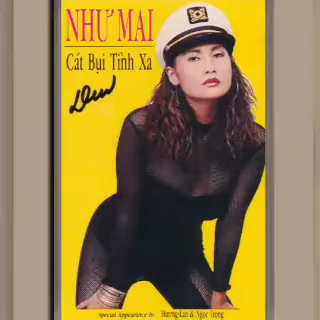 NHƯ MAI
Cát Bụi Tình Xa
Special Appearance by Hương Lan & Ngọc Trọng